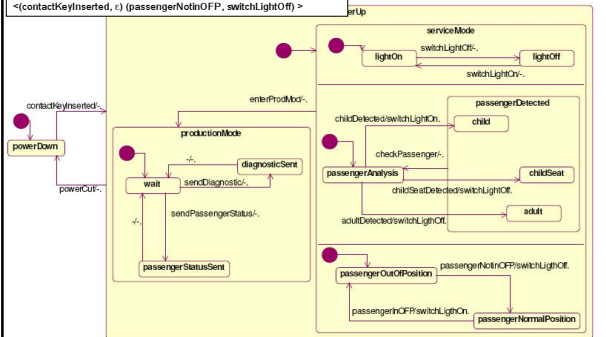 <(contactKeyInserted, ε) (passengerNotinOFP, switchLightOff) >
erUp
serviceMode
lightOn
switchLightOff/-.
lightOff
switchLightOn/-.
contactKeyInserted/-.
enterProdMod/-.
powerDown
powerCut/-.
productionMode
-/-.
diagnosticSent
wait
sendDiagnostic/-.
sendPassengerStatus/-.
-/-.
passengerStatusSent
passengerDetected
childDetected/switchLightOn.
child
checkPassenger/-.
passengerAnalysis
childSeat
childSeatDetected/switchLightOff.
adult
adultDetected/switchLigthOff.
passengerNotinOFP/switchLigthOff.
passengerOutOfPosition
passengerInOFP/switchLigthOn.
passengerNormalPosition